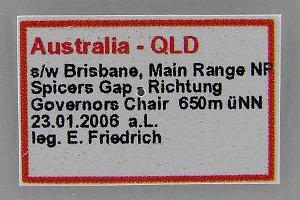 Australia - QLD
s/w Brisbane, Main Range NP
Spicers Gap - Richtung
Governors Chair 650m üNN
23.01.2006 a.L.
leg. E. Friedrich